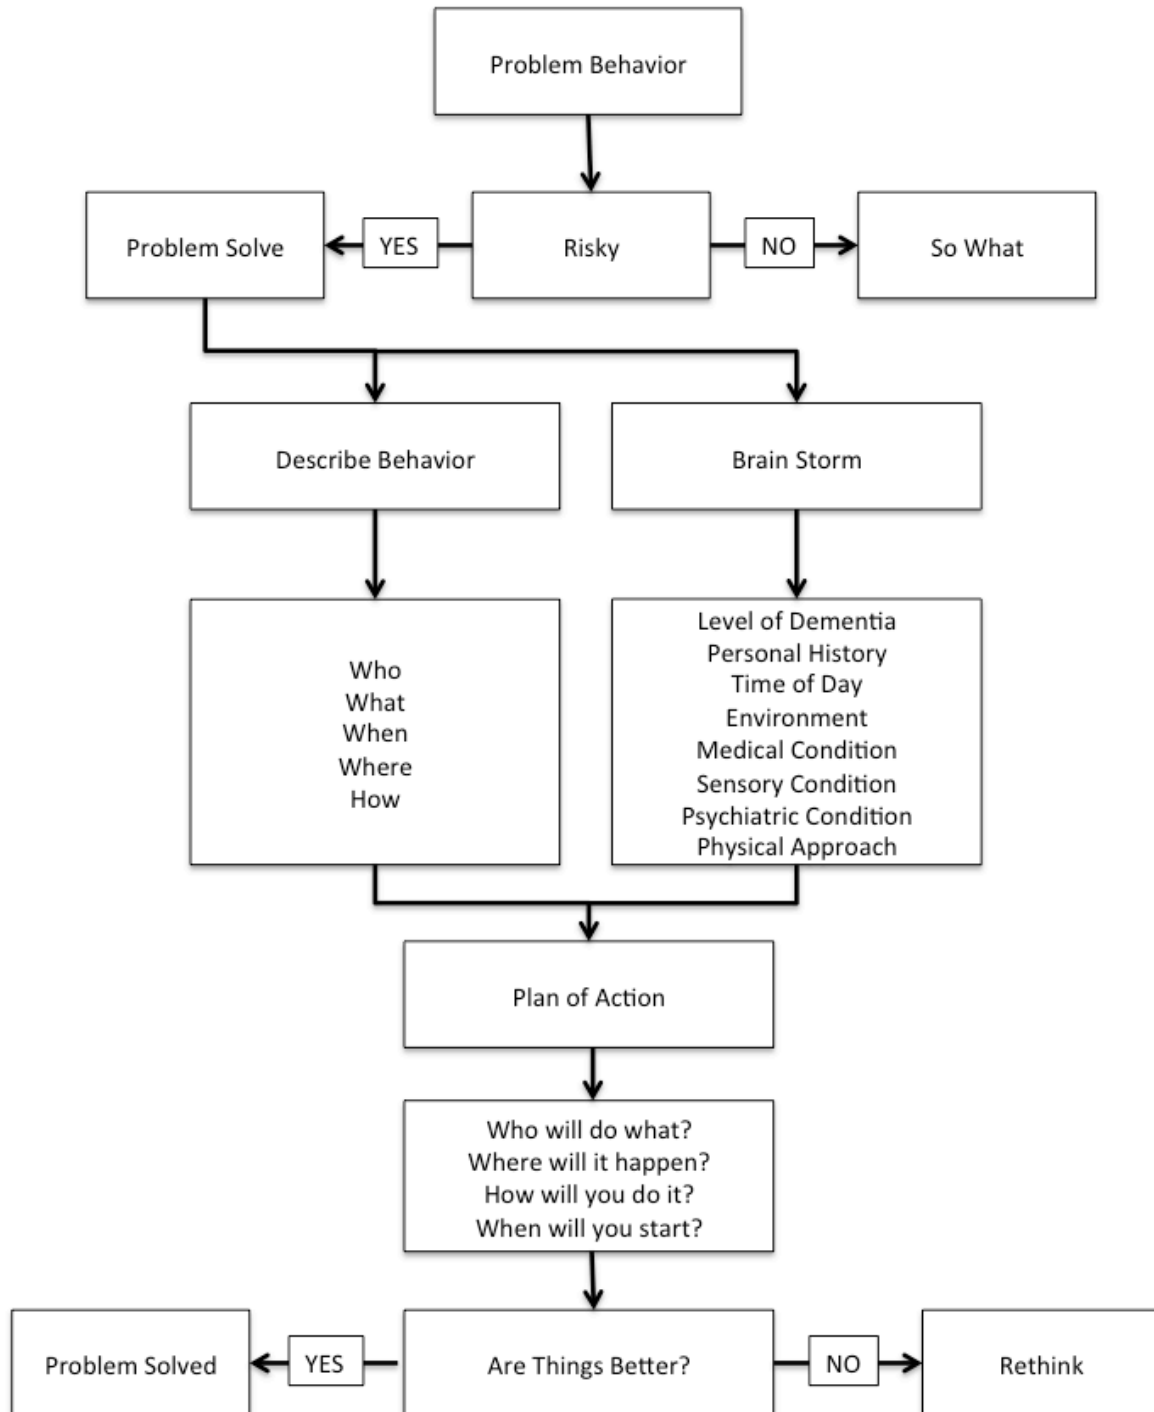 Problem Behavior
Problem Solve
YES
Risky
NO
So What
Describe Behavior
Brain Storm
Who
What
When
Where
How
Level of Dementia
Personal History
Time of Day
Environment
Medical Condition
Sensory Condition
Psychiatric Condition
Physical Approach
Plan of Action
Who will do what?
Where will it happen?
How will you do it?
When will you start?
Problem Solved
YES
Are Things Better?
NO
Rethink